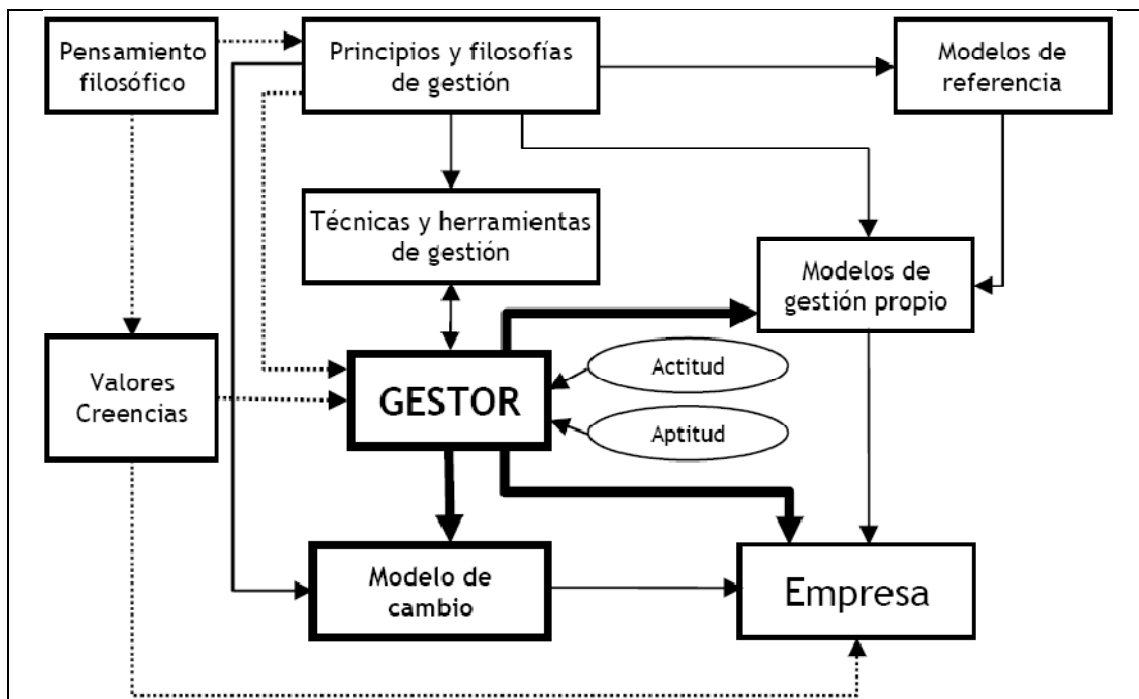 Pensamiento
filosófico
Principios y filosofías
de gestión
Modelos de
referencia
Técnicas y herramientas
de gestión
Modelos de
gestión propio
Valores
Creencias
GESTOR
Actitud
Aptitud
Modelo de
cambio
Empresa